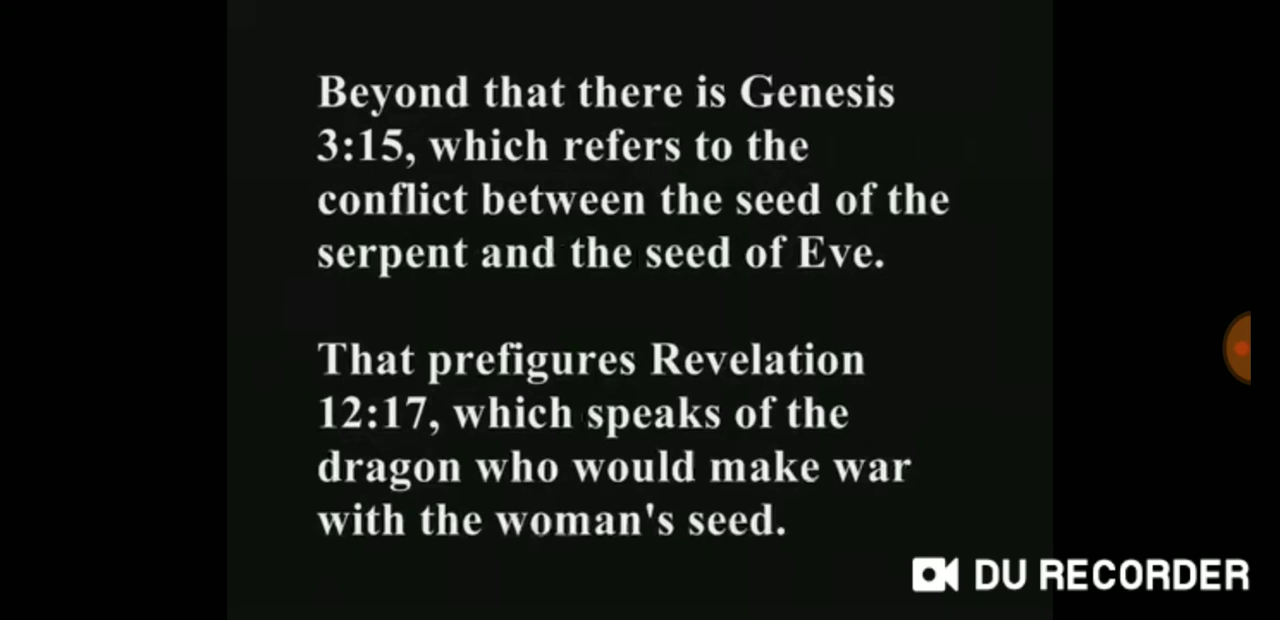 Beyond that there is Genesis
3:15, which refers to the
conflict between the seed of the
serpent and the seed of Eve.
That prefigures Revelation
12:17, which speaks of the
dragon who would make war
with the woman's seed.
DU RECORDER